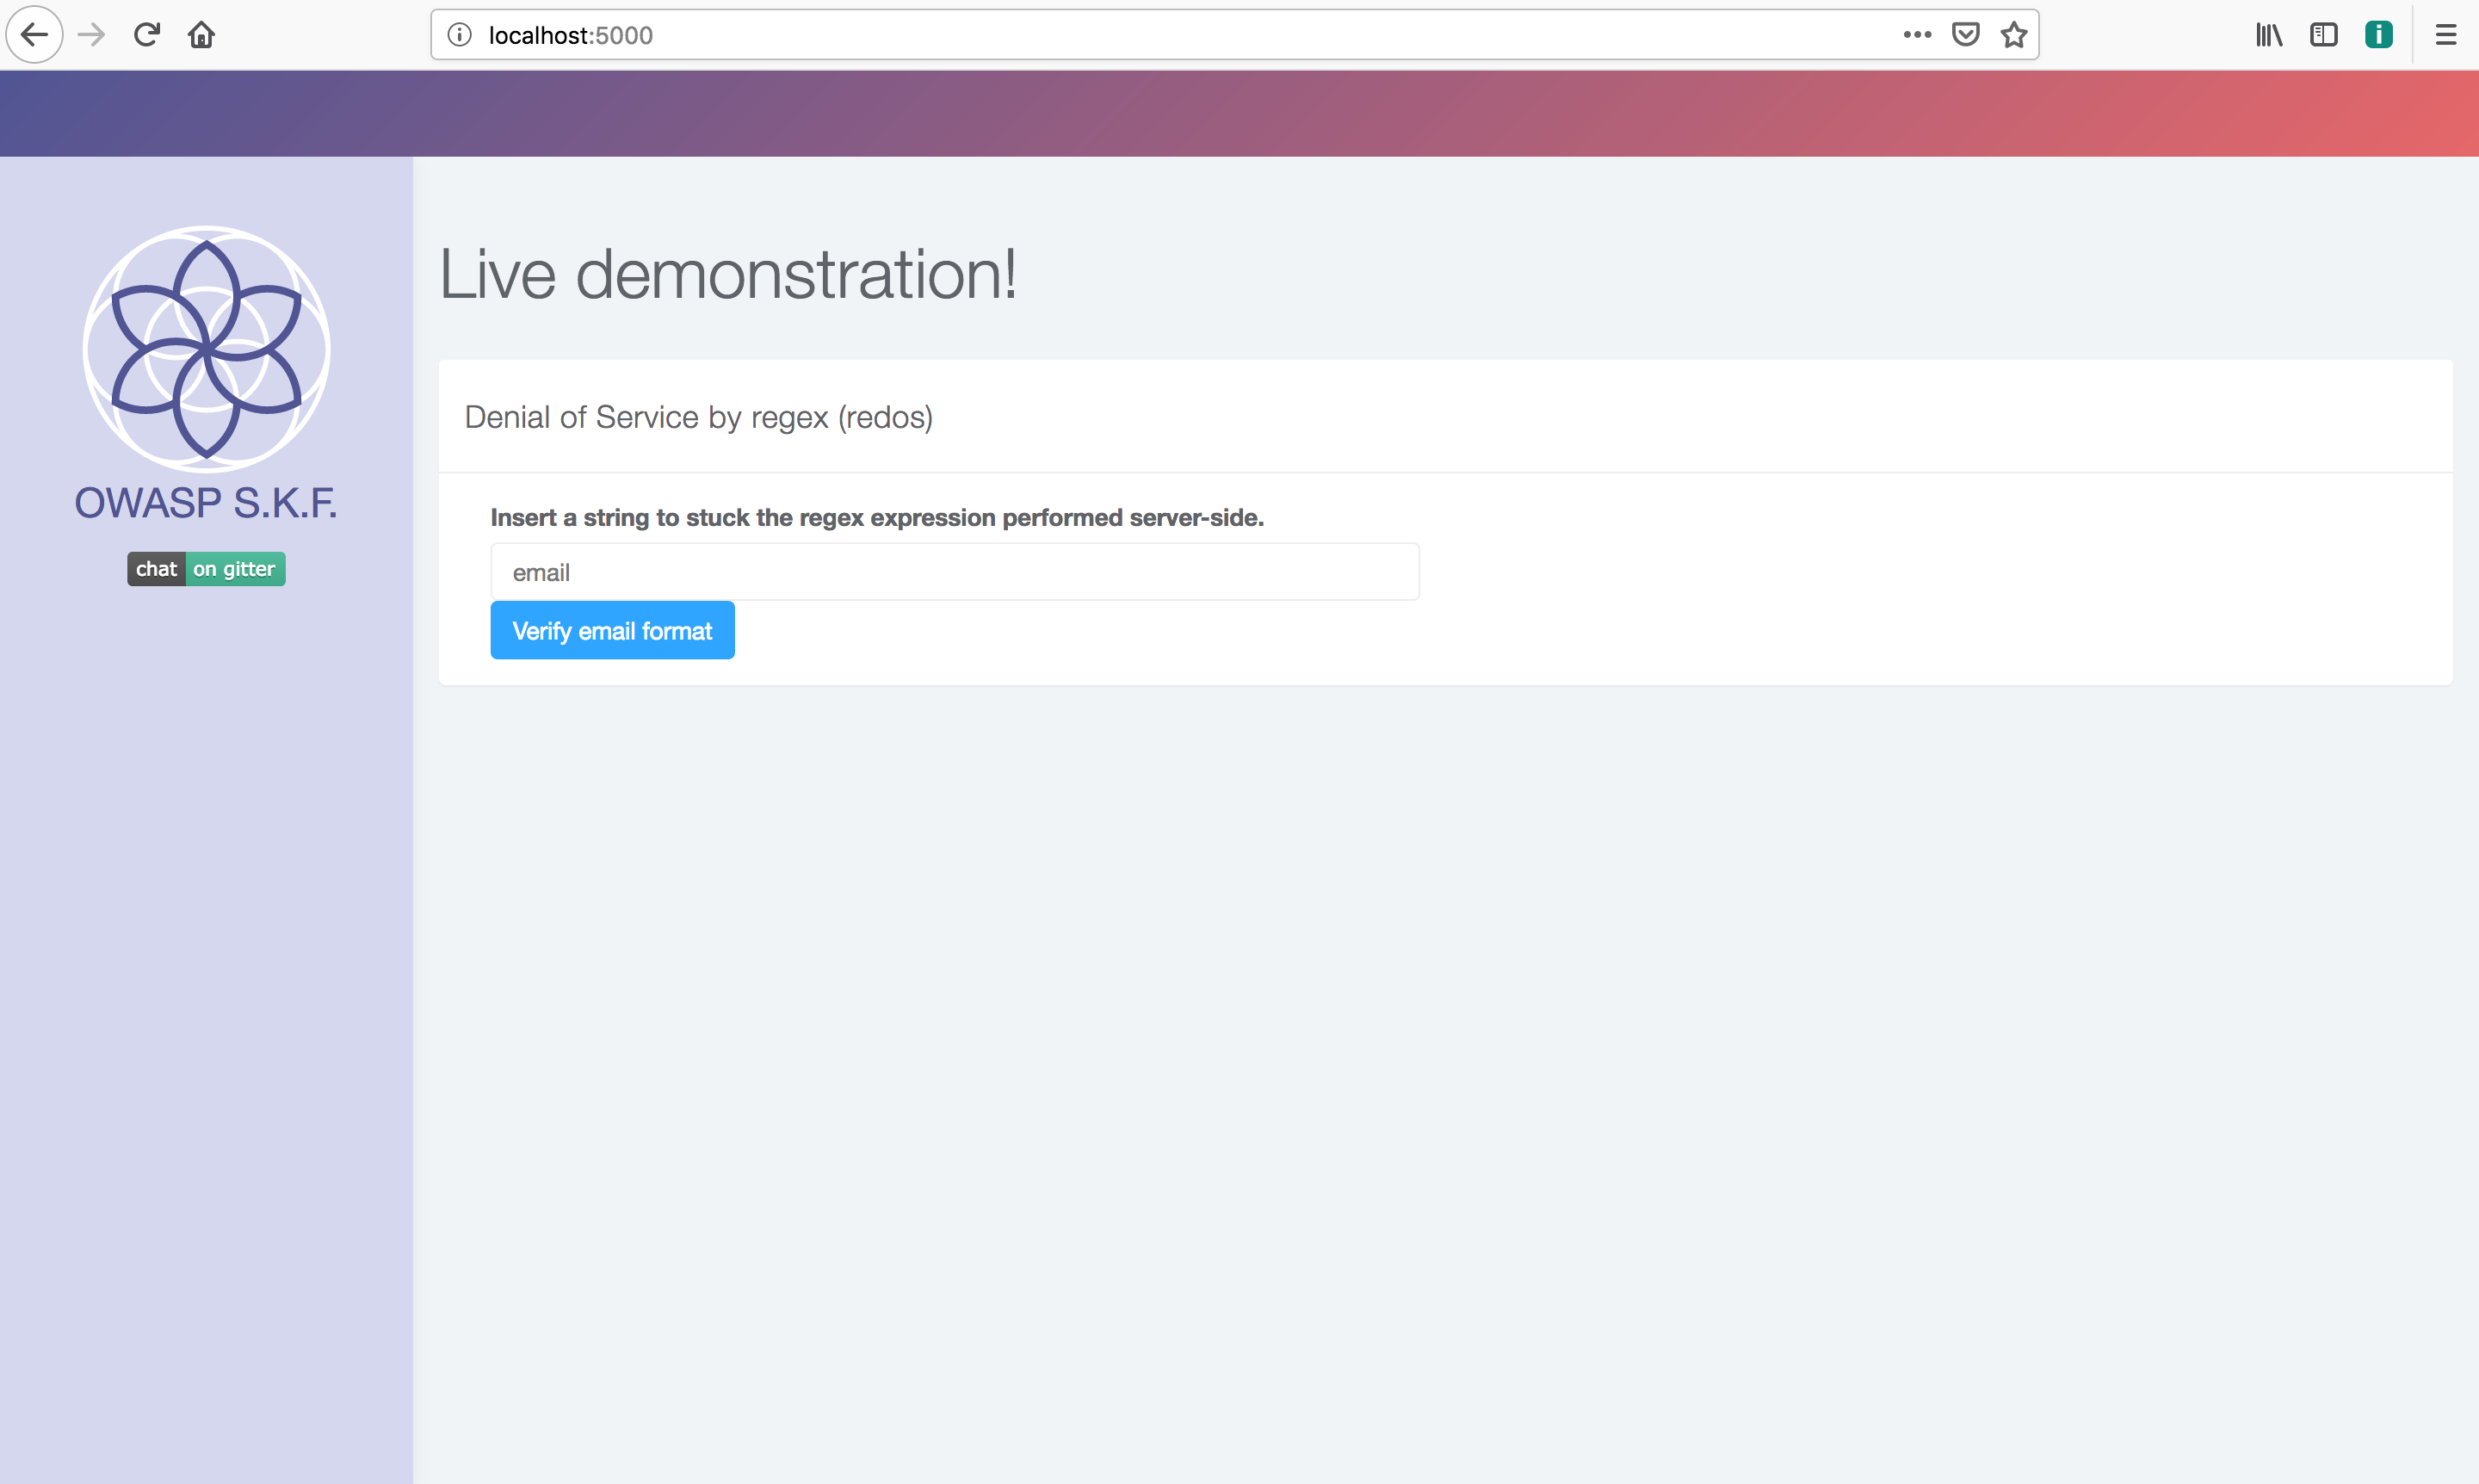 localhost:5000
Live demonstration!
OWASP S.K.F.
chat on gitter
Denial of Service by regex (redos)
Insert a string to stuck the regex expression performed server-side.
email
Verify email format